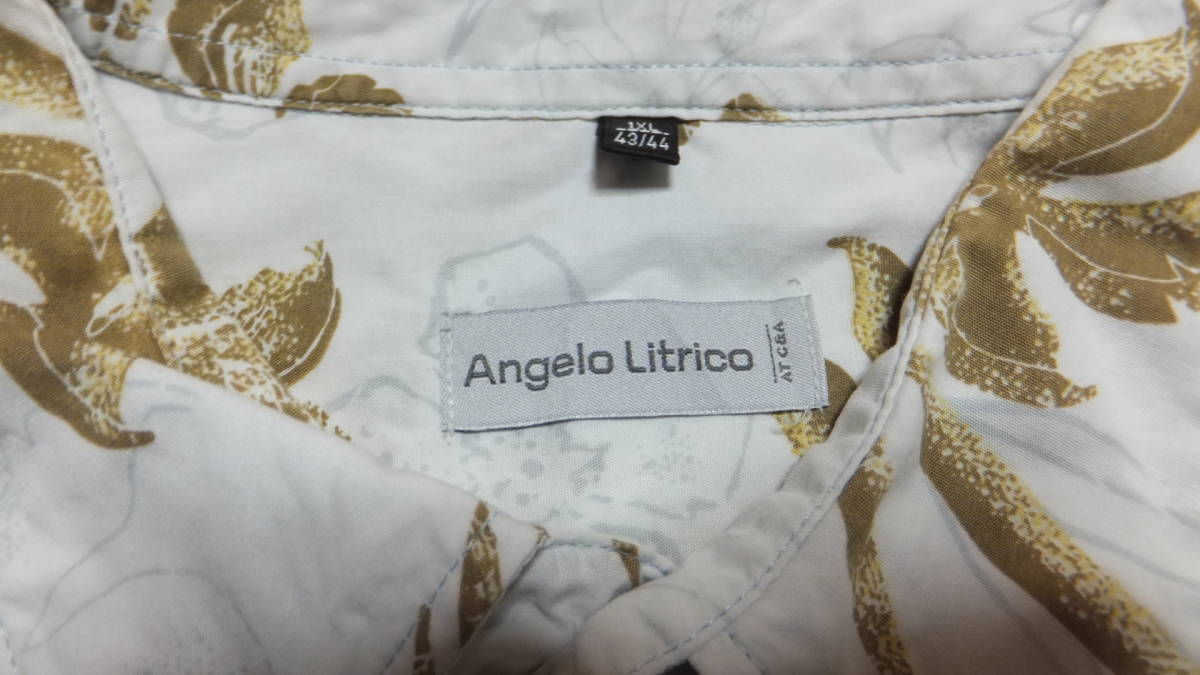 1XL
43/44
Angelo Litrico
AT C&A